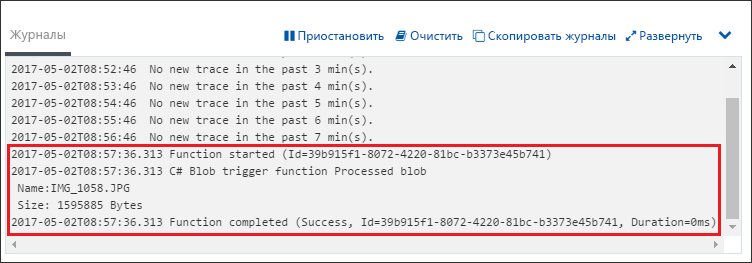 Журналы
Приостановить Очистить Скопировать журналы Развернуть
2017-05-02T08:52:46 No new trace in the past 3 min(s).
2017-05-02T08:53:46 No new trace in the past 4 min(s).
2017-05-02T08:54:46 No new trace in the past 5 min(s).
2017-05-02T08:55:46 No new trace in the past 6 min(s).
2017-05-02T08:56:46 No new trace in the past 7 min(s).
2017-05-02T08:57:36.313 Function started (Id=39b915f1-8072-4220-81bc-b3373e45b741)
2017-05-02T08:57:36.313 C# Blob trigger function Processed blob
Name:IMG_1058.JPG
Size: 1595885 Bytes
2017-05-02T08:57:36.313 Function completed (Success, Id=39b915f1-8072-4220-81bc-b3373e45b741, Duration=0ms)